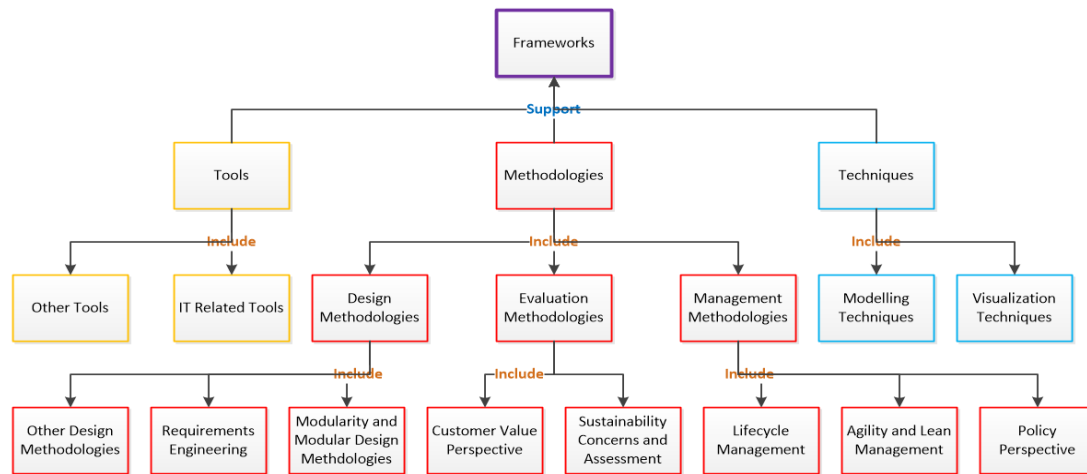 Frameworks
Support
Tools
Methodologies
Techniques
Include
Include
Include
Other Tools
IT Related Tools
Design
Methodologies
Evaluation
Methodologies
Management
Methodologies
Modelling
Techniques
Visualization
Techniques
Include
Include
Include
Other Design
Methodologies
Requirements
Engineering
Modularity and
Modular Design
Methdologies
Customer Value
Perspective
Sustainability
Concerns and
Assessment
Lifecycle
Management
Agility and Lean
Management
Policy
Perspective